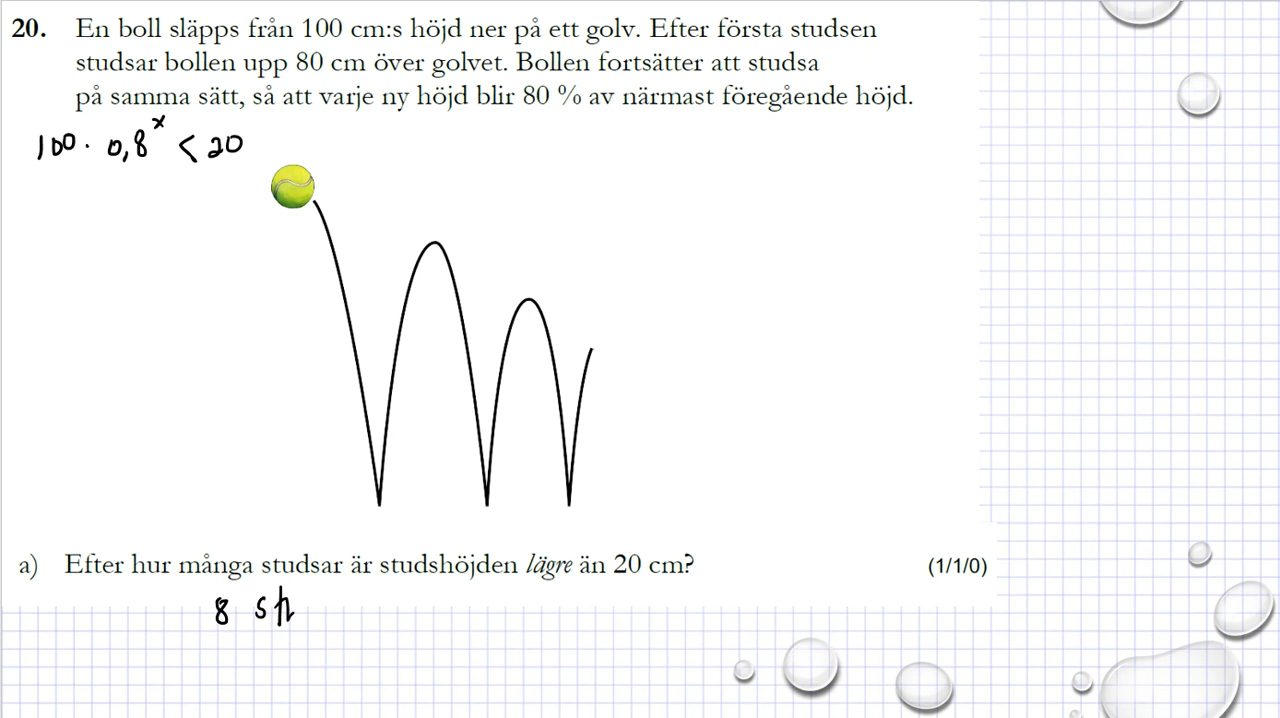 20. En boll släpps från 100 cm:s höjd ner på ett golv. Efter första studsen
studsar bollen upp 80 cm över golvet. Bollen fortsätter att studsa
på samma sätt, så att varje ny höjd blir 80 % av närmast föregående höjd.
100 · 0,8^x < 20
a) Efter hur många studsar är studshöjden lägre än 20 cm? (1/1/0)
8 st